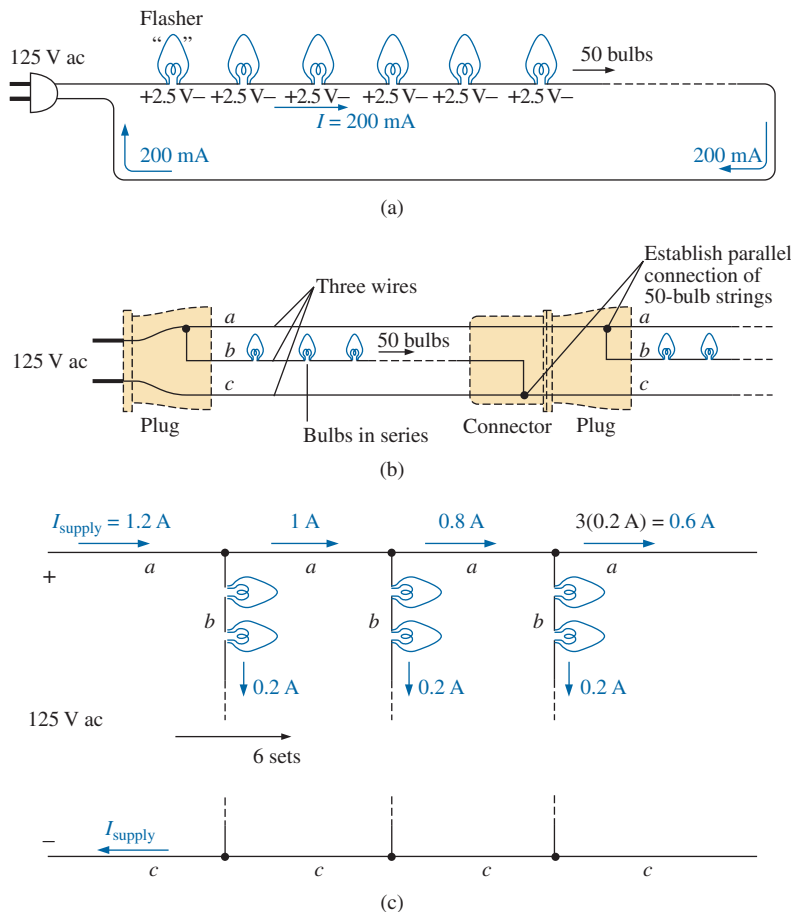 Flasher
“ ”
125 V ac
50 bulbs
+2.5 V– +2.5 V– +2.5 V– +2.5 V– +2.5 V– +2.5 V–
I = 200 mA
200 mA
200 mA
(a)
Establish parallel
connection of
50-bulb strings
Three wires
a
a
50 bulbs
125 V ac
b
b
c
c
Plug
Bulbs in series
Connector
Plug
(b)
Isupply = 1.2 A
1 A
0.8 A
3(0.2 A) = 0.6 A
+
a
a
a
a
b
b
b
0.2 A
0.2 A
0.2 A
125 V ac
6 sets
–
Isupply
c
c
c
c
(c)